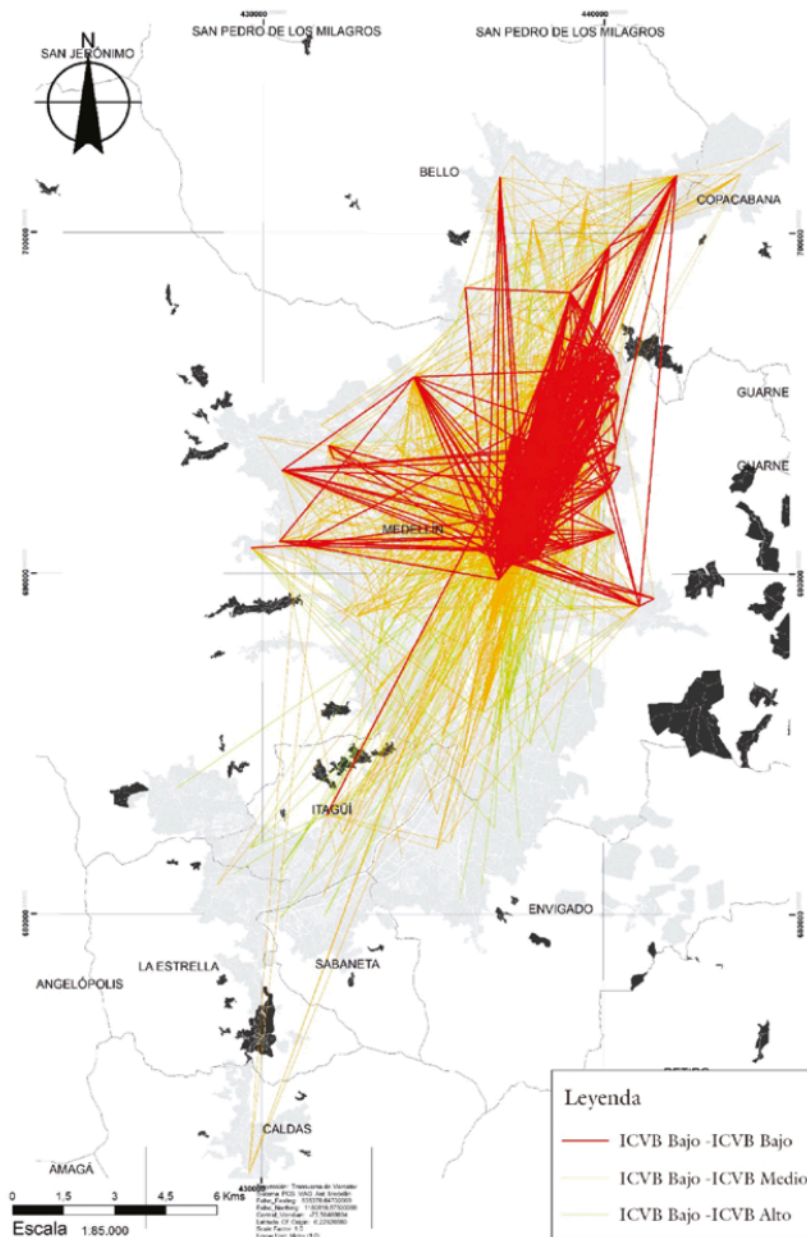 430000
440000
SAN PEDRO DE LOS MILAGROS
SAN PEDRO DE LOS MILAGROS
N
SAN JERÓNIMO
BELLO
COPACABANA
700000
700000
GUARNE
GUARNE
MEDELLÍN
690000
690000
ITAGÜÍ
ENVIGADO
680000
680000
LA ESTRELLA
SABANETA
ANGELÓPOLIS
CALDAS
AMAGÁ
430000
Leyenda
ICVB Bajo -ICVB Bajo
ICVB Bajo -ICVB Medio
ICVB Bajo -ICVB Alto
0 1,5 3 4,5 6 Kms
Escala 1:85.000